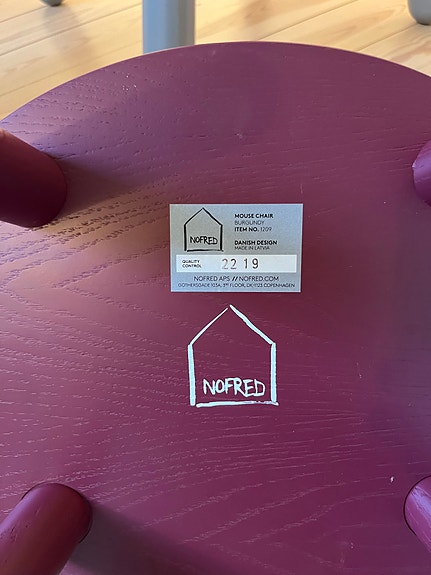 NOFRED
MOUSE CHAIR
BURGUNDY
ITEM NO. 1209
DANISH DESIGN
MADE IN LATVIA
QUALITY
CONTROL
22 19
NOFRED APS // NOFRED.COM
GOTHERSGADE 103A, 3RD FLOOR, DK-1123 COPENHAGEN
NOFRED